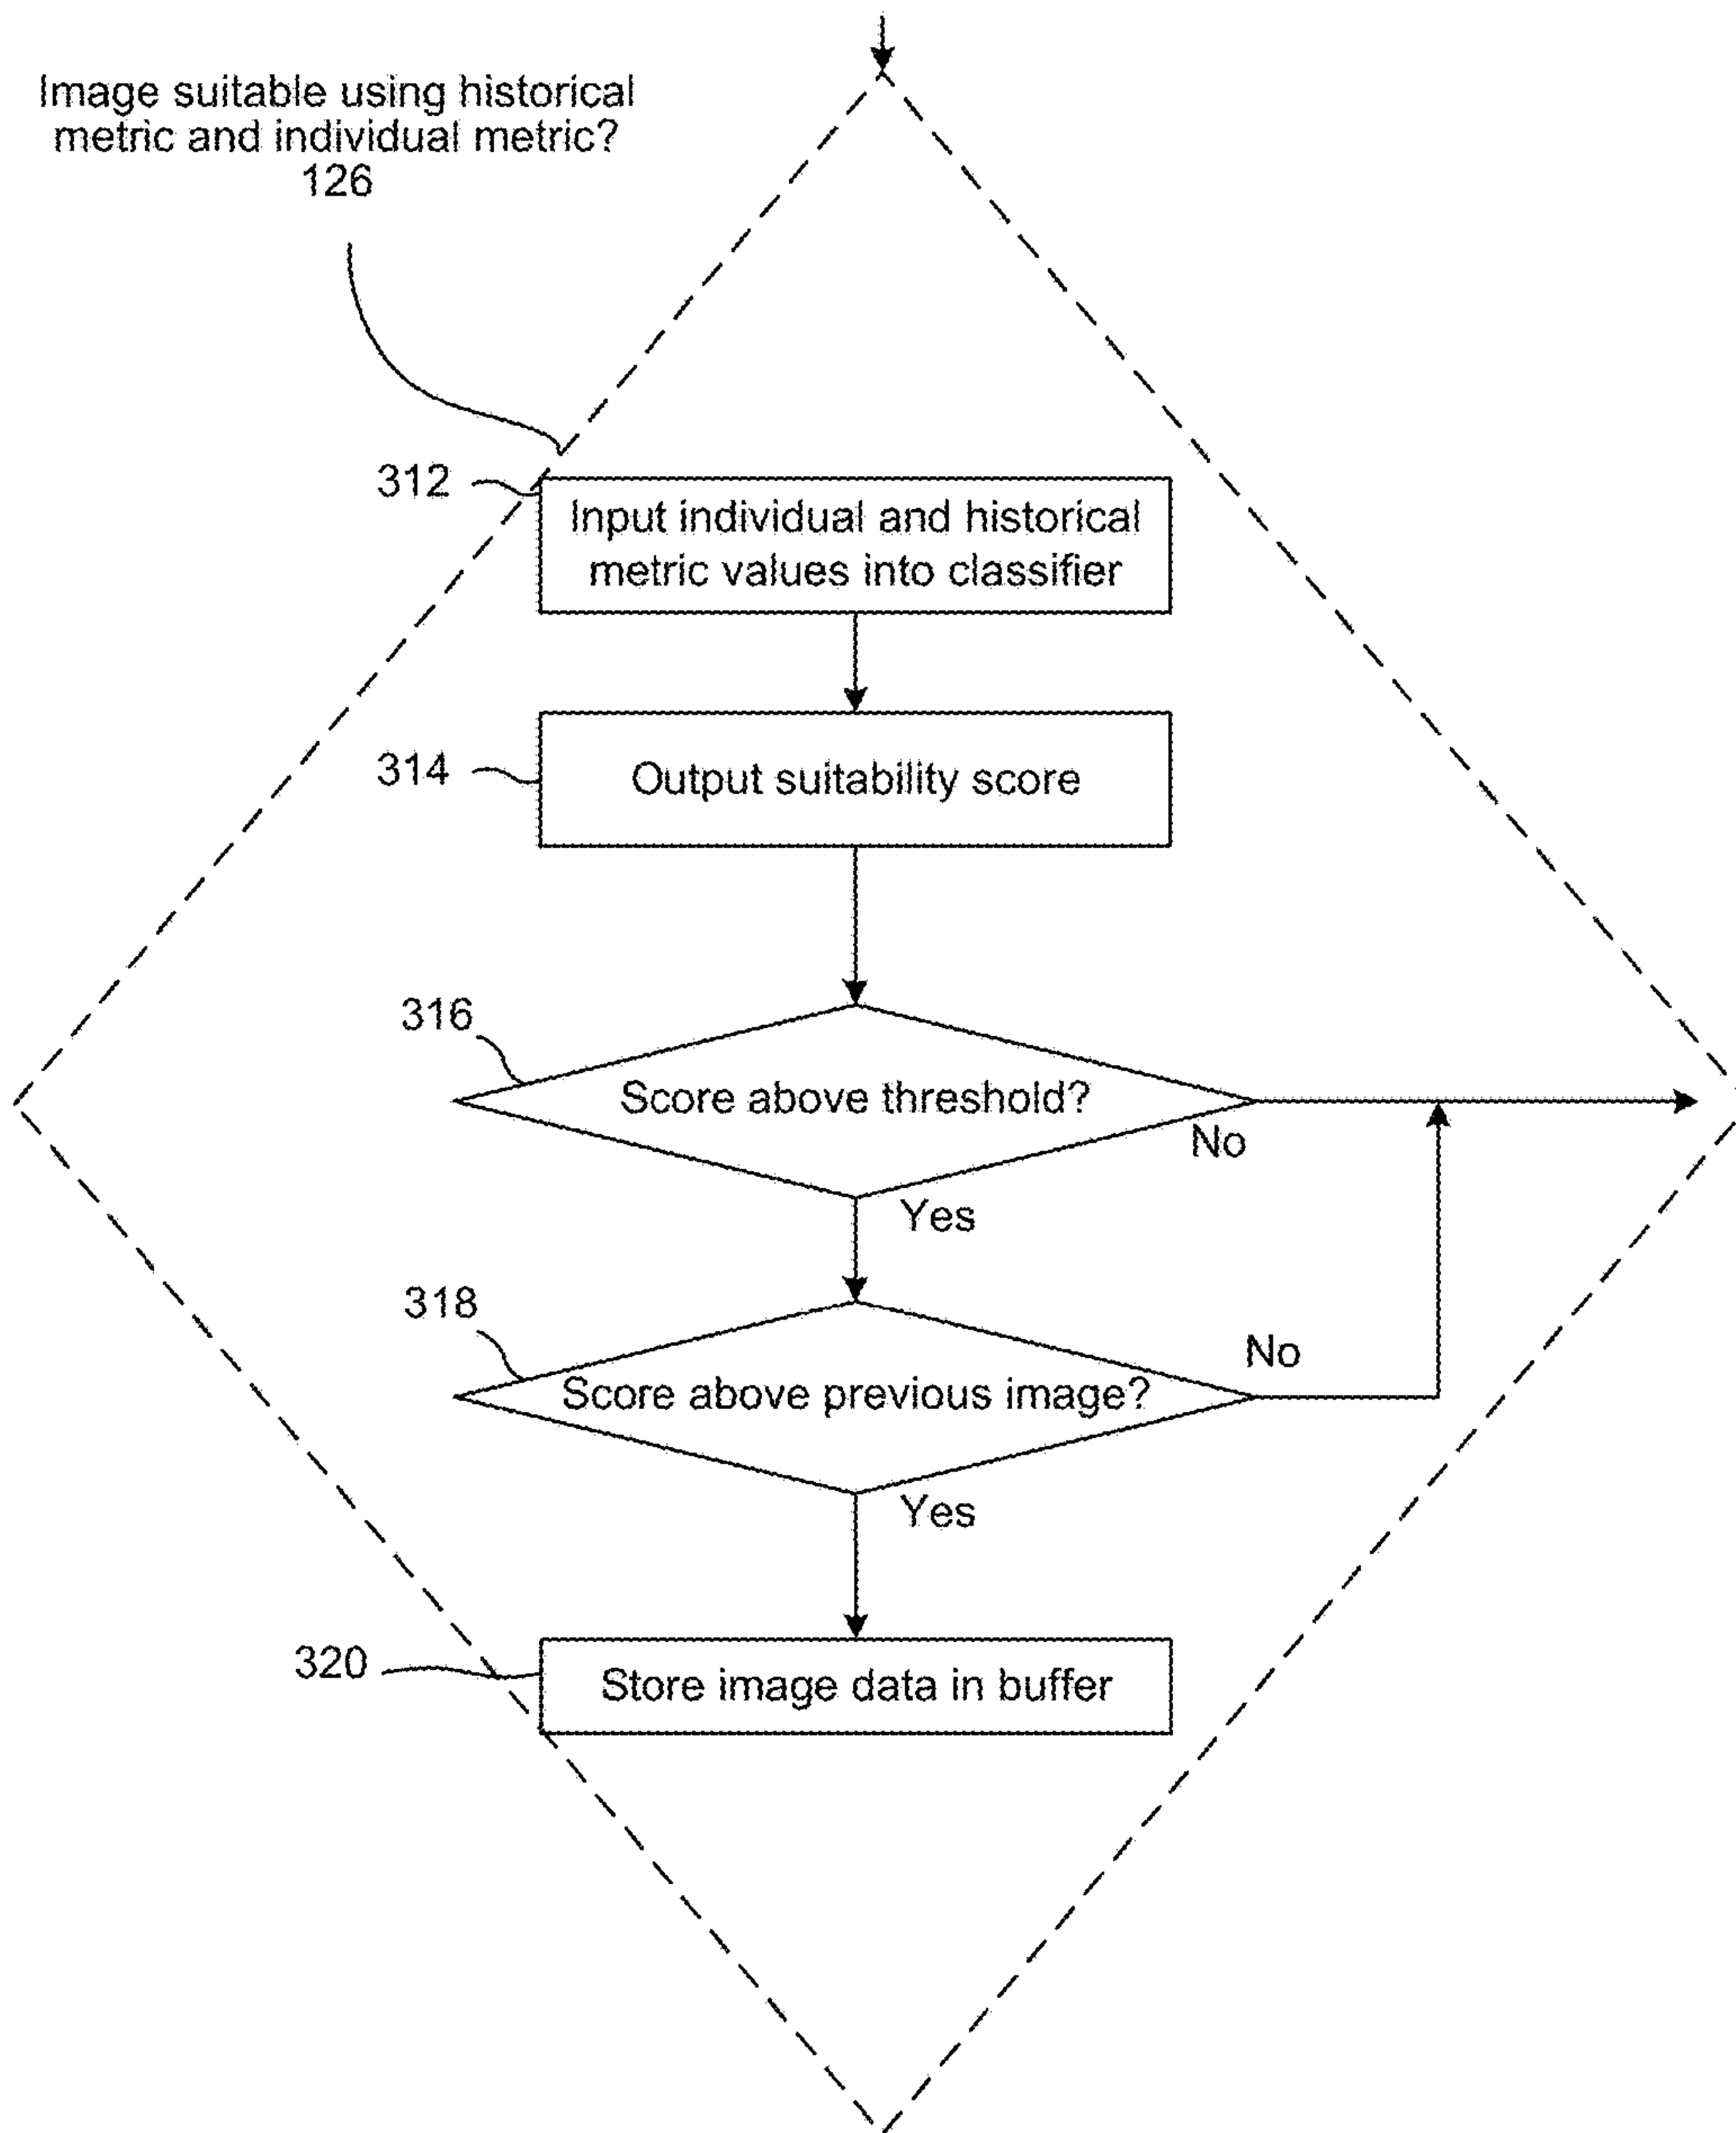 Image suitable using historical
metric and individual metric?
126
312
Input individual and historical
metric values into classifier
314
Output suitability score
316
Score above threshold?
No
Yes
318
Score above previous image?
No
Yes
320
Store image data in buffer